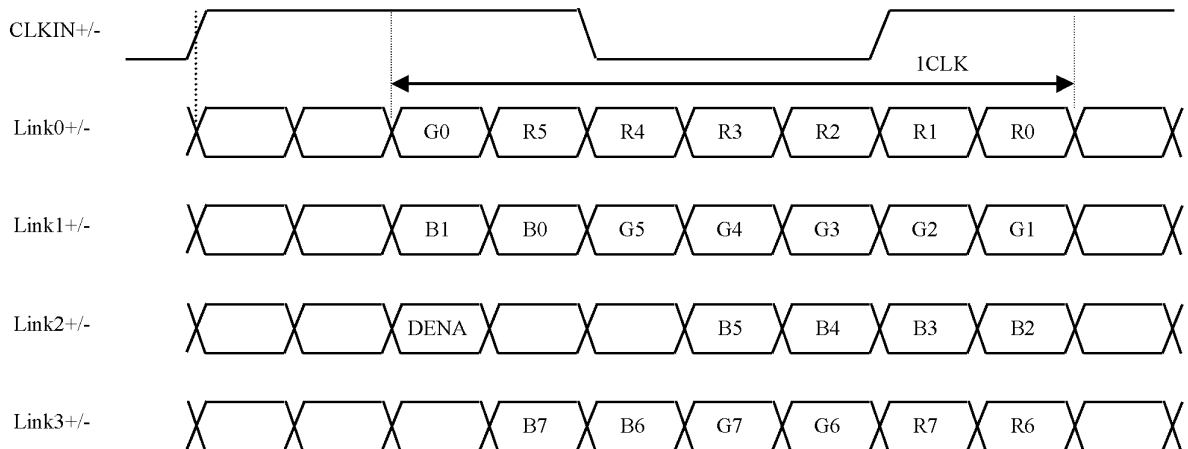 CLKIN+/-
1CLK
Link0+/- G0 R5 R4 R3 R2 R1 R0
Link1+/- B1 B0 G5 G4 G3 G2 G1
Link2+/- DENA B5 B4 B3 B2
Link3+/- B7 B6 G7 G6 R7 R6